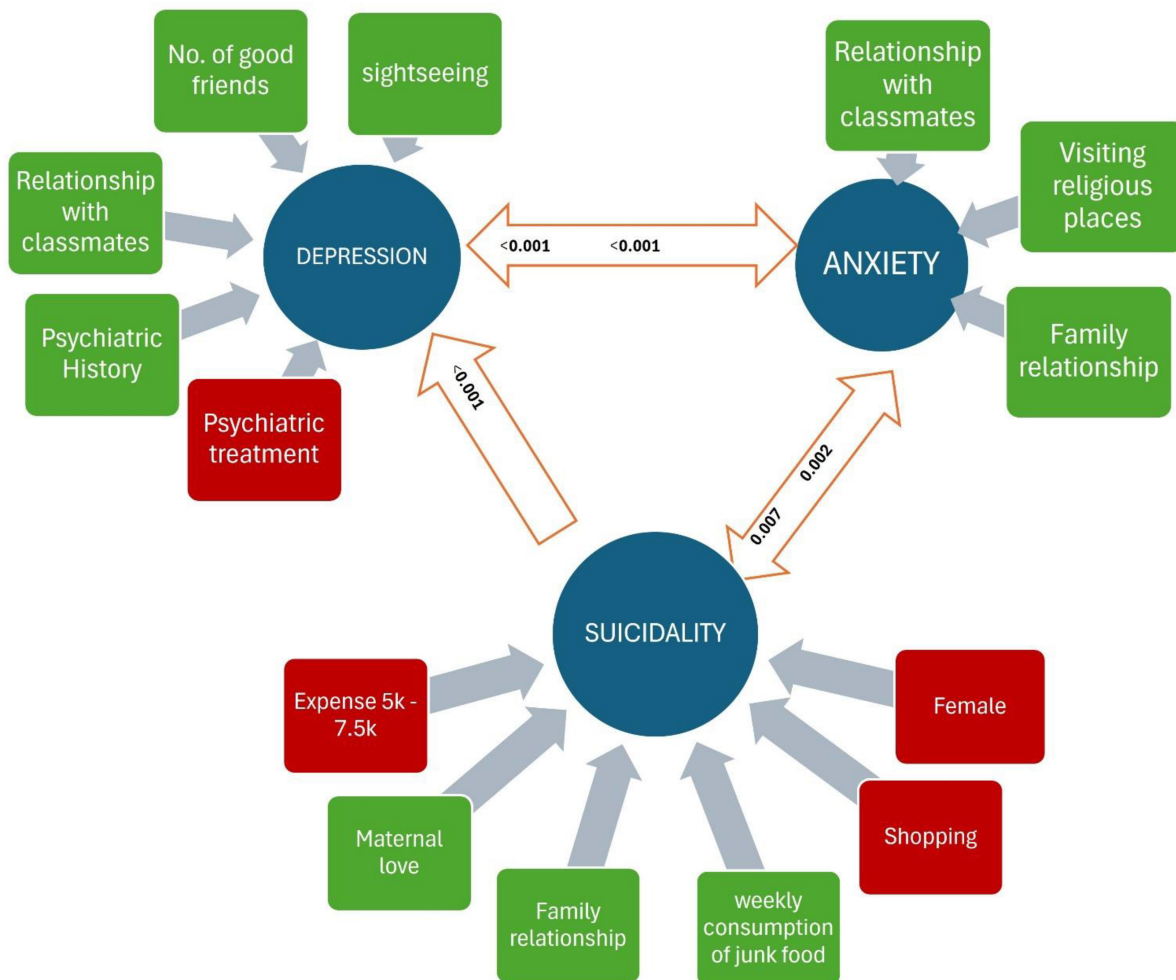 No. of good
friends
sightseeing
Relationship
with
classmates
Visiting
religious
places
Relationship
with
classmates
DEPRESSION
<0.001
<0.001
ANXIETY
Psychiatric
History
Family
relationship
Psychiatric
treatment
<0.001
0.002
0.007
SUICIDALITY
Expense 5k -
7.5k
Female
Maternal
love
Shopping
Family
relationship
weekly
consumption
of junk food